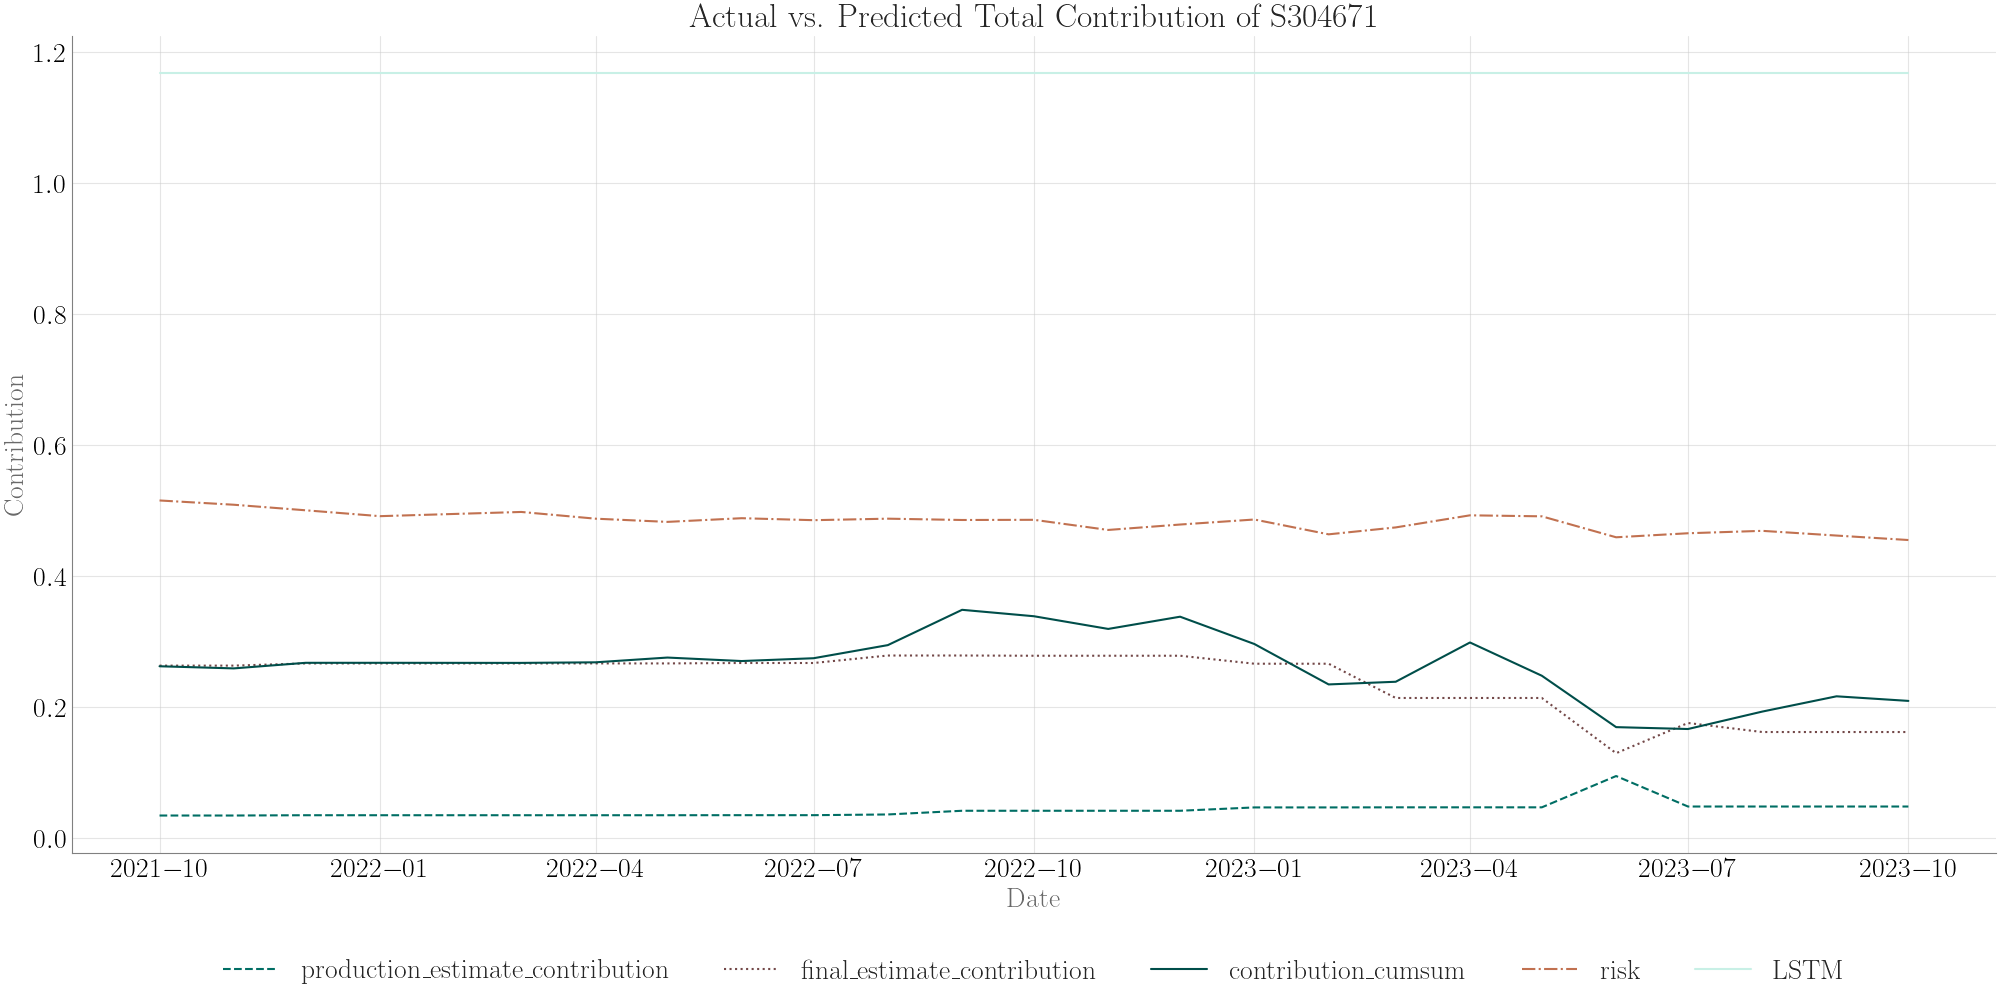 Actual vs. Predicted Total Contribution of S304671
1.2
1.0
0.8
0.6
0.4
0.2
0.0
Contribution
2021−10 2022−01 2022−04 2022−07 2022−10 2023−01 2023−04 2023−07 2023−10
Date
production_estimate_contribution final_estimate_contribution contribution_cumsum risk LSTM